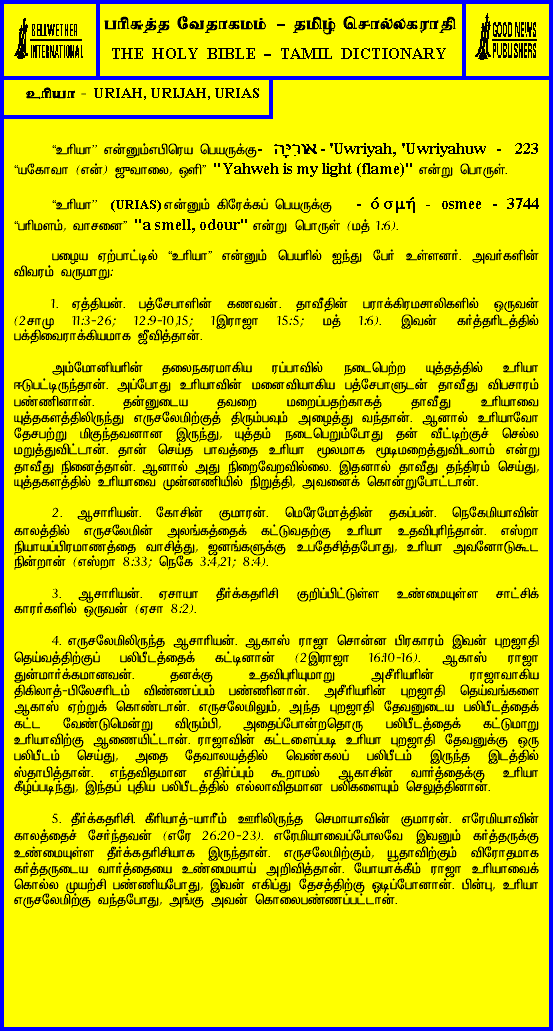 BELLWETHER INTERNATIONAL
பரிசுத்த வேதாகமம் – தமிழ் சொல்லகராதி
THE HOLY BIBLE – TAMIL DICTIONARY
GOOD NEWS PUBLISHERS
உரியா - URIAH, URIJAH, URIAS
“உரியா” என்னும்எபிரெய பெயருக்கு- אוּרִיָּה - 'Uwriyah, 'Uwriyahuw - 223
“யகோவா (என்) ஜுவாலை, ஒளி” "Yahweh is my light (flame)" என்று பொருள்.
“உரியா” (URIAS) என்னும் கிரேக்கப் பெயருக்கு - όσμή - osmee - 3744
“பரிமளம், வாசனை” "a smell, odour" என்று பொருள் (மத் 1:6).
பழைய ஏற்பாட்டில் “உரியா” என்னும் பெயரில் ஐந்து பேர் உள்ளனர். அவர்களின்
விவரம் வருமாறு:
1. ஏத்தியன். பத்சேபாளின் கணவன். தாவீதின் பராக்கிரமசாலிகளில் ஒருவன்
(2சாமு 11:3-26; 12:9-10,15; 1இராஜா 15:5; மத் 1:6). இவன் கர்த்தரிடத்தில்
பக்திவைராக்கியமாக ஜீவித்தான்.
அம்மோனியரின் தலைநகரமாகிய ரப்பாவில் நடைபெற்ற யுத்தத்தில் உரியா
ஈடுபட்டிருந்தான். அப்போது உரியாவின் மனைவியாகிய பத்சேபாளுடன் தாவீது விபசாரம்
பண்ணினான். தன்னுடைய தவறை மறைப்பதற்காகத் தாவீது உரியாவை
யுத்தகளத்திலிருந்து எருசலேமிற்குத் திரும்பவும் அழைத்து வந்தான். ஆனால் உரியாவோ
தேசபற்று மிகுந்தவனான இருந்து, யுத்தம் நடைபெறும்போது தன் வீட்டிற்குச் செல்ல
மறுத்துவிட்டான். தான் செய்த பாவத்தை உரியா மூலமாக மூடிமறைத்துவிடலாம் என்று
தாவீது நினைத்தான். ஆனால் அது நிறைவேறவில்லை. இதனால் தாவீது தந்திரம் செய்து,
யுத்தகளத்தில் உரியாவை முன்னணியில் நிறுத்தி, அவனைக் கொன்றுபோட்டான்.
2. ஆசாரியன். கோசின் குமாரன். மெரேமோத்தின் தகப்பன். நெகேமியாவின்
காலத்தில் எருசலேமின் அலங்கத்தைக் கட்டுவதற்கு உரியா உதவிபுரிந்தான். எஸ்றா
நியாயப்பிரமாணத்தை வாசித்து, ஜனங்களுக்கு உபதேசித்தபோது, உரியா அவனோடுகூட
நின்றான் (எஸ்றா 8:33; நெகே 3:4,21; 8:4).
3. ஆசாரியன். ஏசாயா தீர்க்கதரிசி குறிப்பிட்டுள்ள உண்மையுள்ள சாட்சிக்
காரர்களில் ஒருவன் (ஏசா 8:2).
4. எருசலேமிலிருந்த ஆசாரியன். ஆகாஸ் ராஜா சொன்ன பிரகாரம் இவன் புறஜாதி
தெய்வத்திற்குப் பலிபீடத்தைக் கட்டினான் (2இராஜா 16:10-16). ஆகாஸ் ராஜா
துன்மார்க்கமானவன். தனக்கு உதவிபுரியுமாறு அசீரியரின் ராஜாவாகிய
திகிலாத்-பிலேசரிடம் விண்ணப்பம் பண்ணினான். அசீரியரின் புறஜாதி தெய்வங்களை
ஆகாஸ் ஏற்றுக் கொண்டான். எருசலேமிலும், அந்த புறஜாதி தேவனுடைய பலிபீடத்தைக்
கட்ட வேண்டுமென்று விரும்பி, அதைப்போன்றதொரு பலிபீடத்தைக் கட்டுமாறு
உரியாவிற்கு ஆணையிட்டான். ராஜாவின் கட்டளைப்படி உரியா புறஜாதி தேவனுக்கு ஒரு
பலிபீடம் செய்து, அதை தேவாலயத்தில் வெண்கலப் பலிபீடம் இருந்த இடத்தில்
ஸ்தாபித்தான். எந்தவிதமான எதிர்ப்பும் கூறாமல் ஆகாசின் வார்த்தைக்கு உரியா
கீழ்ப்படிந்து, இந்தப் புதிய பலிபீடத்தில் எல்லாவிதமான பலிகளையும் செலுத்தினான்.
5. தீர்க்கதரிசி. கீரியாத்-யாரீம் ஊரிலிருந்த செமாயாவின் குமாரன். எரேமியாவின்
காலத்தைச் சேர்ந்தவன் (எரே 26:20-23). எரேமியாவைப்போலவே இவனும் கர்த்தருக்கு
உண்மையுள்ள தீர்க்கதரிசியாக இருந்தான். எருசலேமிற்கும், யூதாவிற்கும் விரோதமாக
கர்த்தருடைய வார்த்தையை உண்மையாய் அறிவித்தான். யோயாக்கீம் ராஜா உரியாவைக்
கொல்ல முயற்சி பண்ணியபோது, இவன் எகிப்து தேசத்திற்கு ஓடிப்போனான். பின்பு, உரியா
எருசலேமிற்கு வந்தபோது, அங்கு அவன் கொலைபண்ணப்பட்டான்.